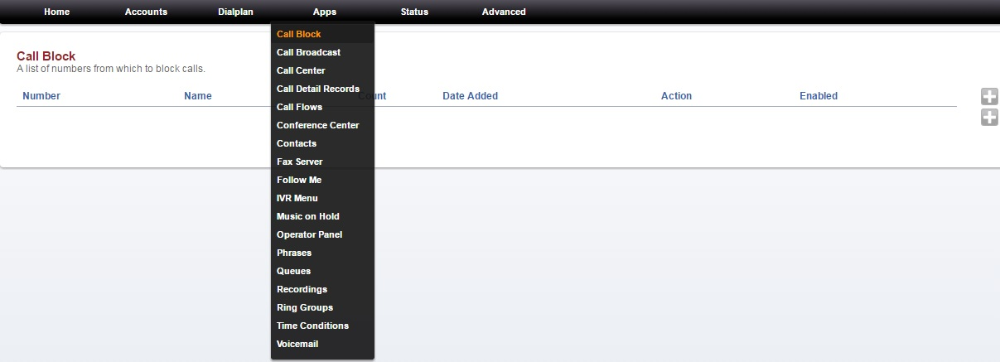 Home Accounts Dialplan Apps Status Advanced
Call Block
A list of numbers from which to block calls.
Number Name Count Date Added Action Enabled
Call Block
Call Broadcast
Call Center
Call Detail Records
Call Flows
Conference Center
Contacts
Fax Server
Follow Me
IVR Menu
Music on Hold
Operator Panel
Phrases
Queues
Recordings
Ring Groups
Time Conditions
Voicemail